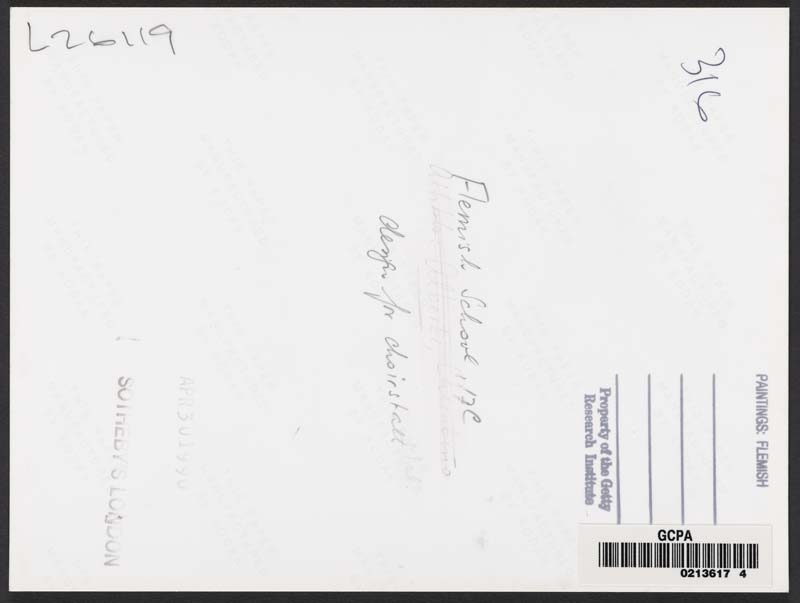 L26119
316
Flemish School, 17C
design for choirstall
APR 30 1990
SOTHEBY'S LONDON
PAINTINGS: FLEMISH
Property of the Getty
Research Institute
GCPA
0213617 4